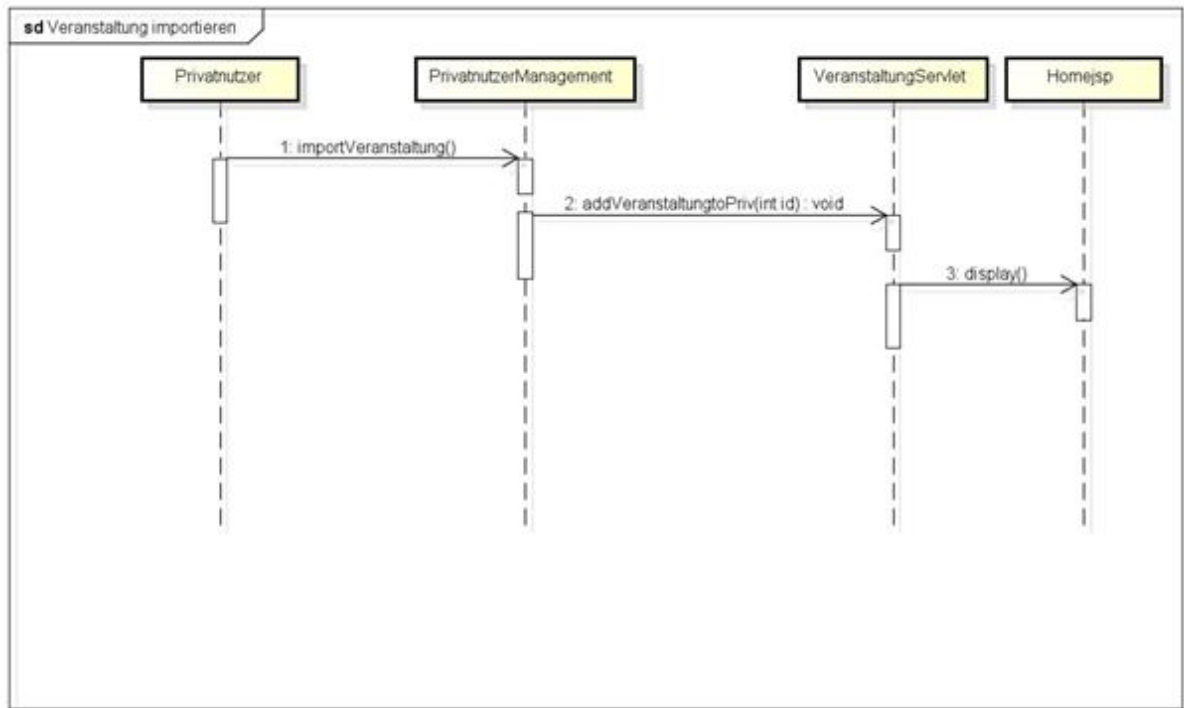 sd Veranstaltung importieren
Privatnutzer
PrivatnutzerManagement
VeranstaltungServlet
Homejsp
1: importVeranstaltung()
2: addVeranstaltungtoPriv(int id) : void
3: display()